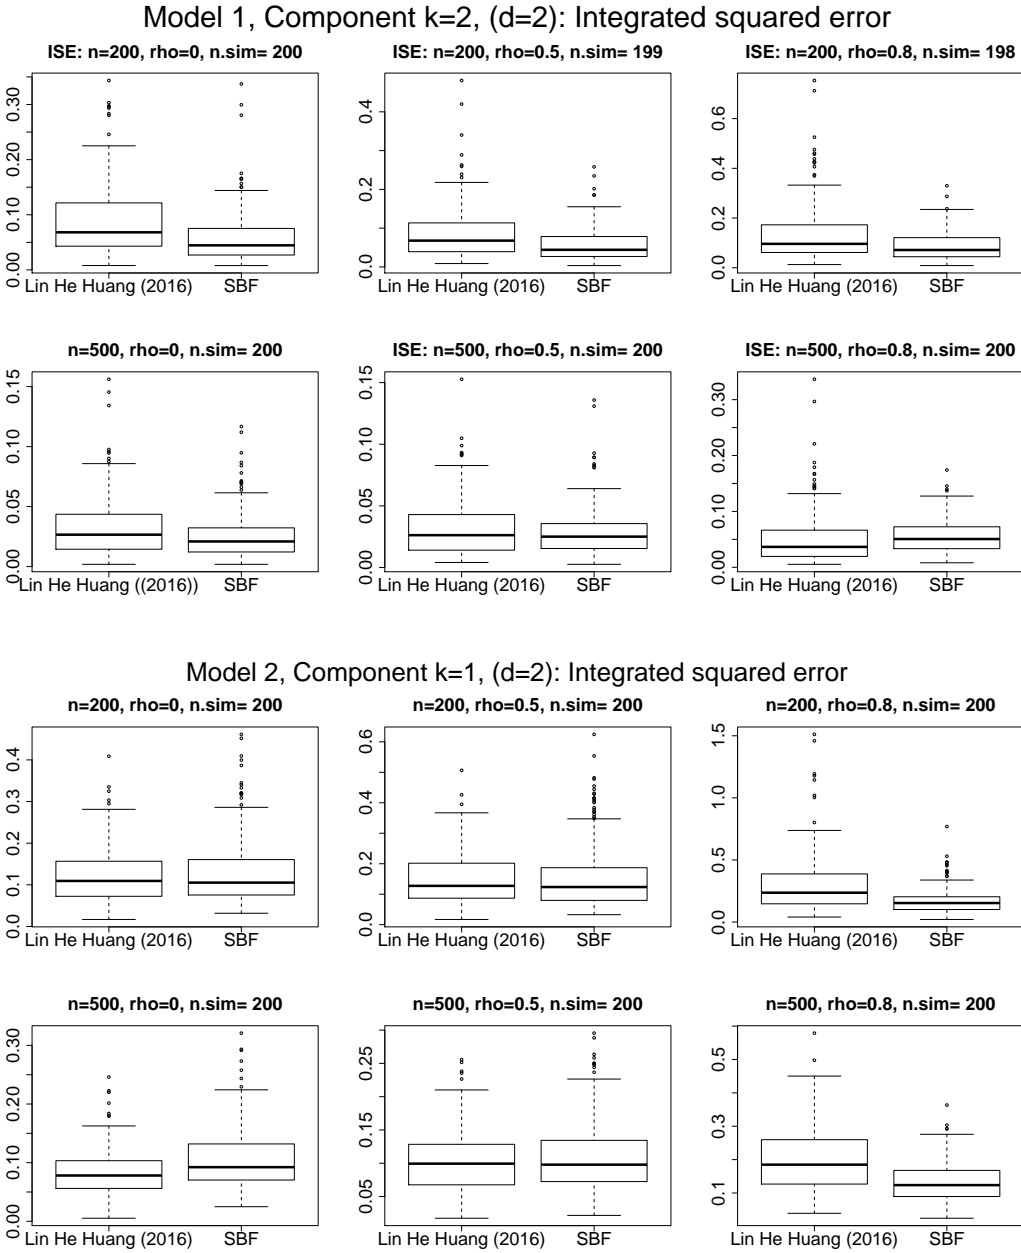 Model 1, Component k=2, (d=2): Integrated squared error
ISE: n=200, rho=0, n.sim= 200
0.00 0.10 0.20 0.30
Lin He Huang (2016) SBF
ISE: n=200, rho=0.5, n.sim= 199
0.0 0.2 0.4
Lin He Huang (2016) SBF
ISE: n=200, rho=0.8, n.sim= 198
0.0 0.2 0.4 0.6
Lin He Huang (2016) SBF
n=500, rho=0, n.sim= 200
0.00 0.05 0.10 0.15
Lin He Huang ((2016)) SBF
ISE: n=500, rho=0.5, n.sim= 200
0.00 0.05 0.10 0.15
Lin He Huang (2016) SBF
ISE: n=500, rho=0.8, n.sim= 200
0.00 0.10 0.20 0.30
Lin He Huang (2016) SBF
Model 2, Component k=1, (d=2): Integrated squared error
n=200, rho=0, n.sim= 200
0.0 0.1 0.2 0.3 0.4
Lin He Huang (2016) SBF
n=200, rho=0.5, n.sim= 200
0.0 0.2 0.4 0.6
Lin He Huang (2016) SBF
n=200, rho=0.8, n.sim= 200
0.0 0.5 1.0 1.5
Lin He Huang (2016) SBF
n=500, rho=0, n.sim= 200
0.00 0.10 0.20 0.30
Lin He Huang (2016) SBF
n=500, rho=0.5, n.sim= 200
0.05 0.15 0.25
Lin He Huang (2016) SBF
n=500, rho=0.8, n.sim= 200
0.1 0.3 0.5
Lin He Huang (2016) SBF